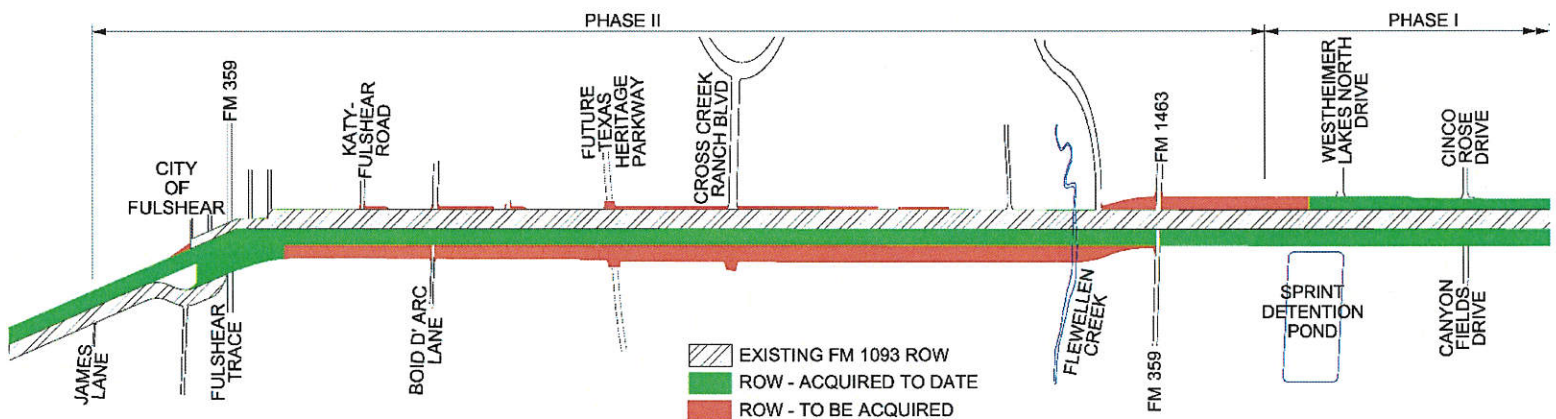 PHASE II
PHASE I
FM 359
CITY
OF
FULSHEAR
KATY-
FULSHEAR
ROAD
FUTURE
TEXAS
HERITAGE
PARKWAY
CROSS CREEK
RANCH BLVD
FM 1463
WESTHEIMER
LAKES NORTH
DRIVE
CINCO
ROSE
DRIVE
JAMES
LANE
FULSHEAR
TRACE
BOID D' ARC
LANE
FLEWELLEN
CREEK
FM 359
SPRINT
DETENTION
POND
CANYON
FIELDS
DRIVE
EXISTING FM 1093 ROW
ROW - ACQUIRED TO DATE
ROW - TO BE ACQUIRED